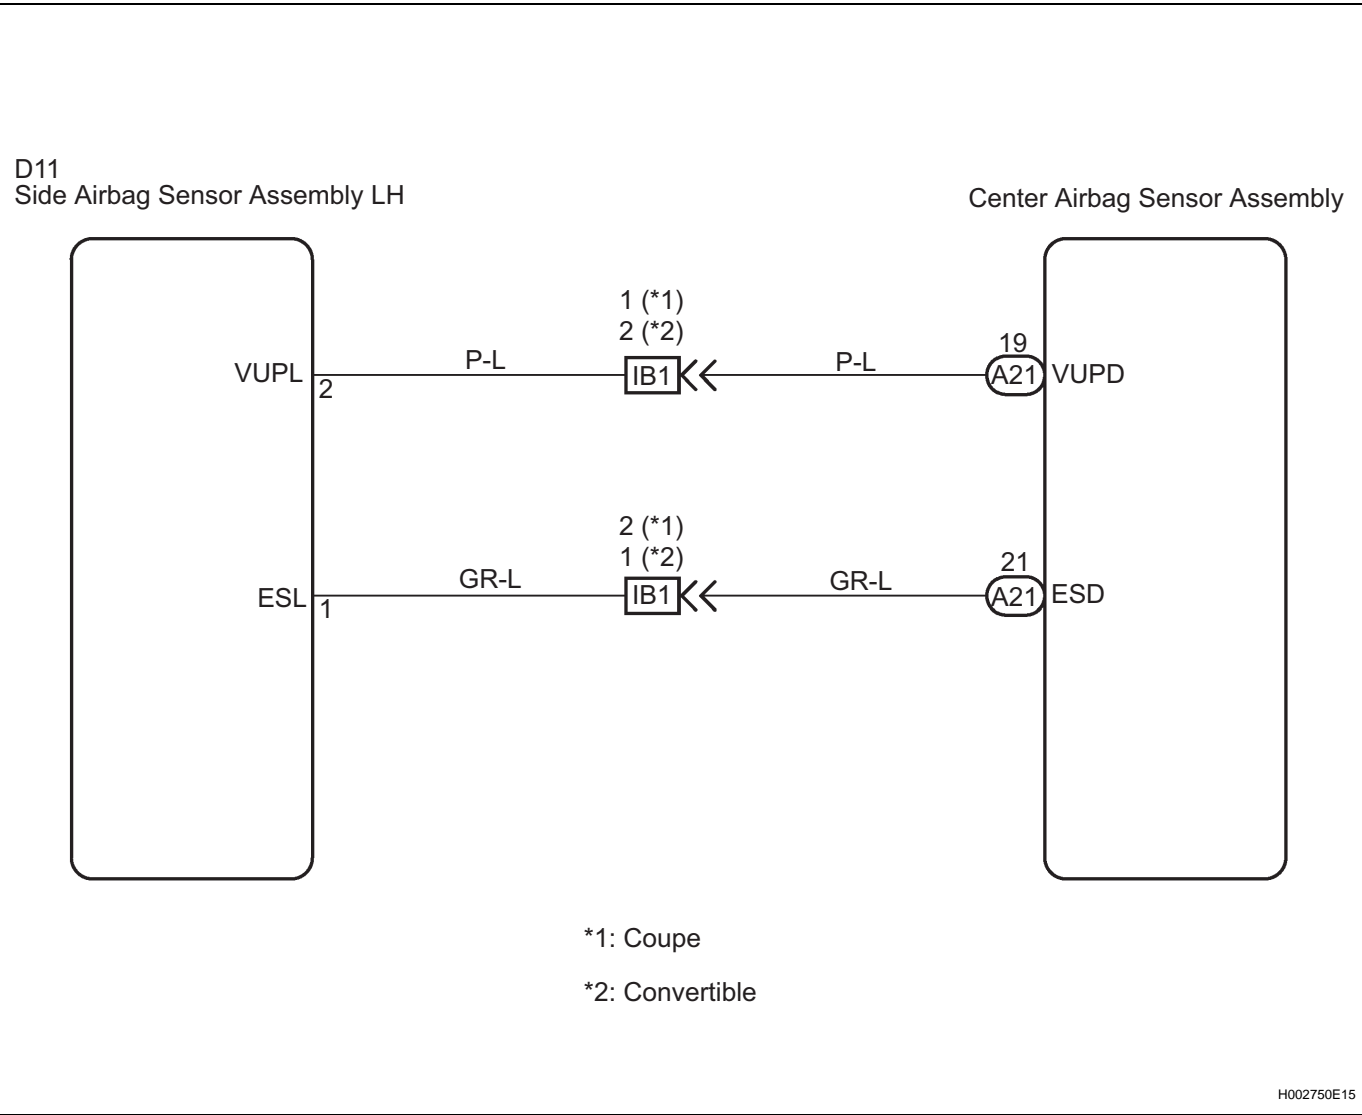 D11
Side Airbag Sensor Assembly LH
Center Airbag Sensor Assembly
1 (*1)
2 (*2)
VUPL
2
P-L
IB1
P-L
19
A21
VUPD
2 (*1)
1 (*2)
ESL
1
GR-L
IB1
GR-L
21
A21
ESD
*1: Coupe
*2: Convertible
H002750E15